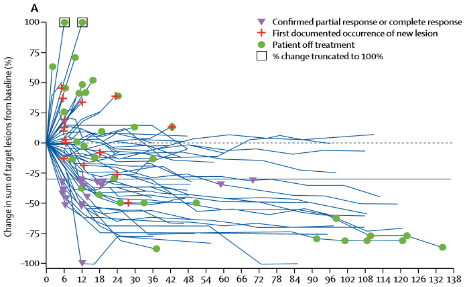 A
Change in sum of target lesions from baseline (%)
100
75
50
25
0
−25
−50
−75
−100
Confirmed partial response or complete response
First documented occurrence of new lesion
Patient off treatment
% change truncated to 100%
0 6 12 18 24 30 36 42 48 54 60 66 72 78 84 90 96 102 108 114 120 126 132 138